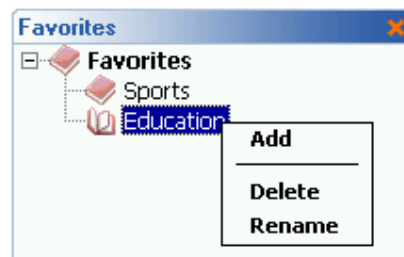 Favorites
Favorites
Sports
Education
Add
Delete
Rename